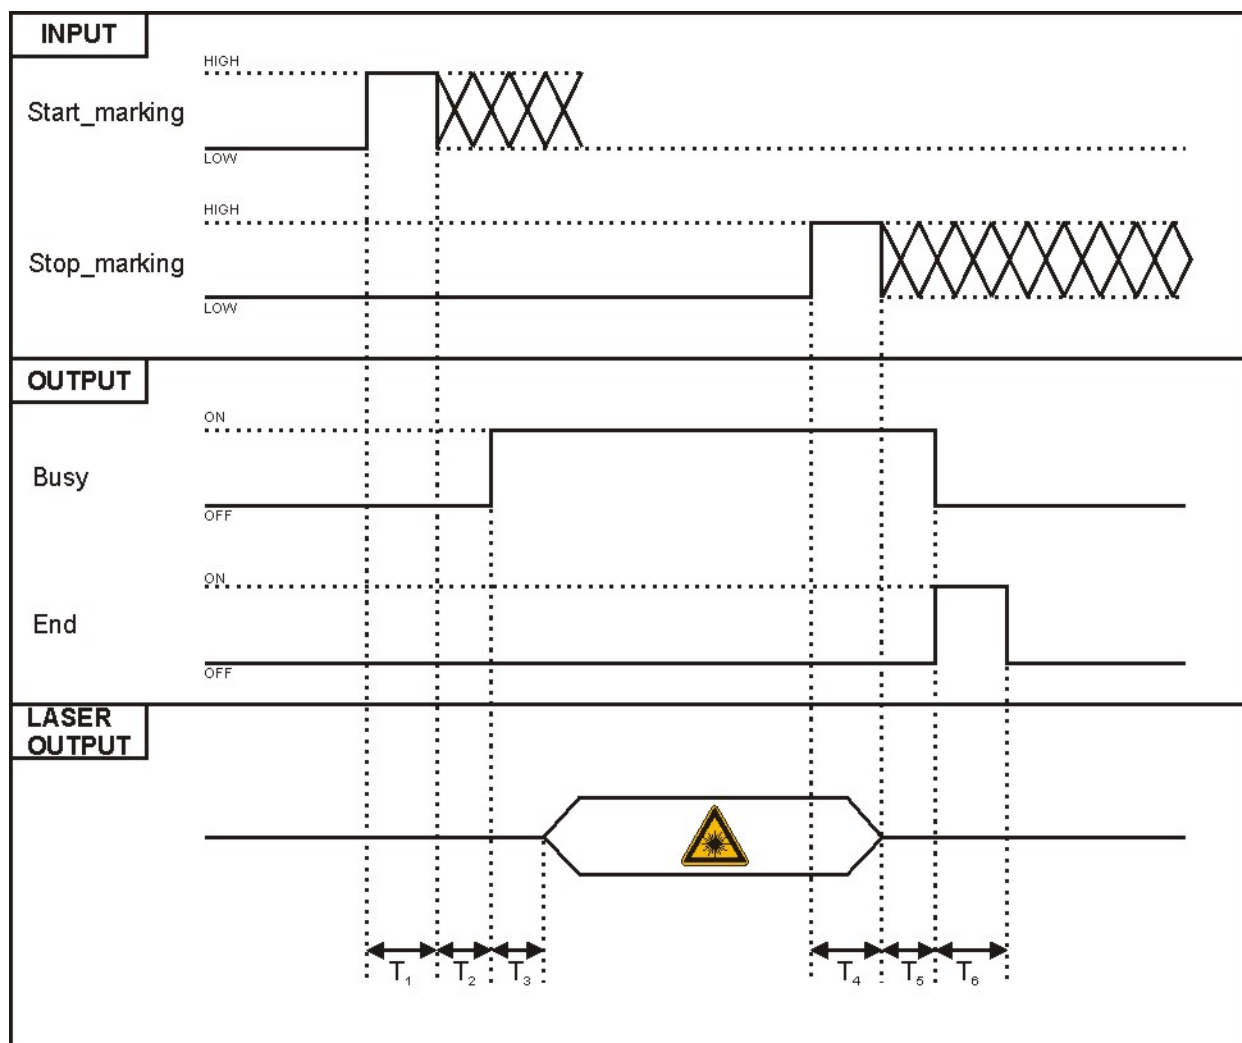 INPUT
HIGH
Start_marking
LOW
HIGH
Stop_marking
LOW
OUTPUT
ON
Busy
OFF
ON
End
OFF
LASER
OUTPUT
T₁ T₂ T₃ T₄ T₅ T₆